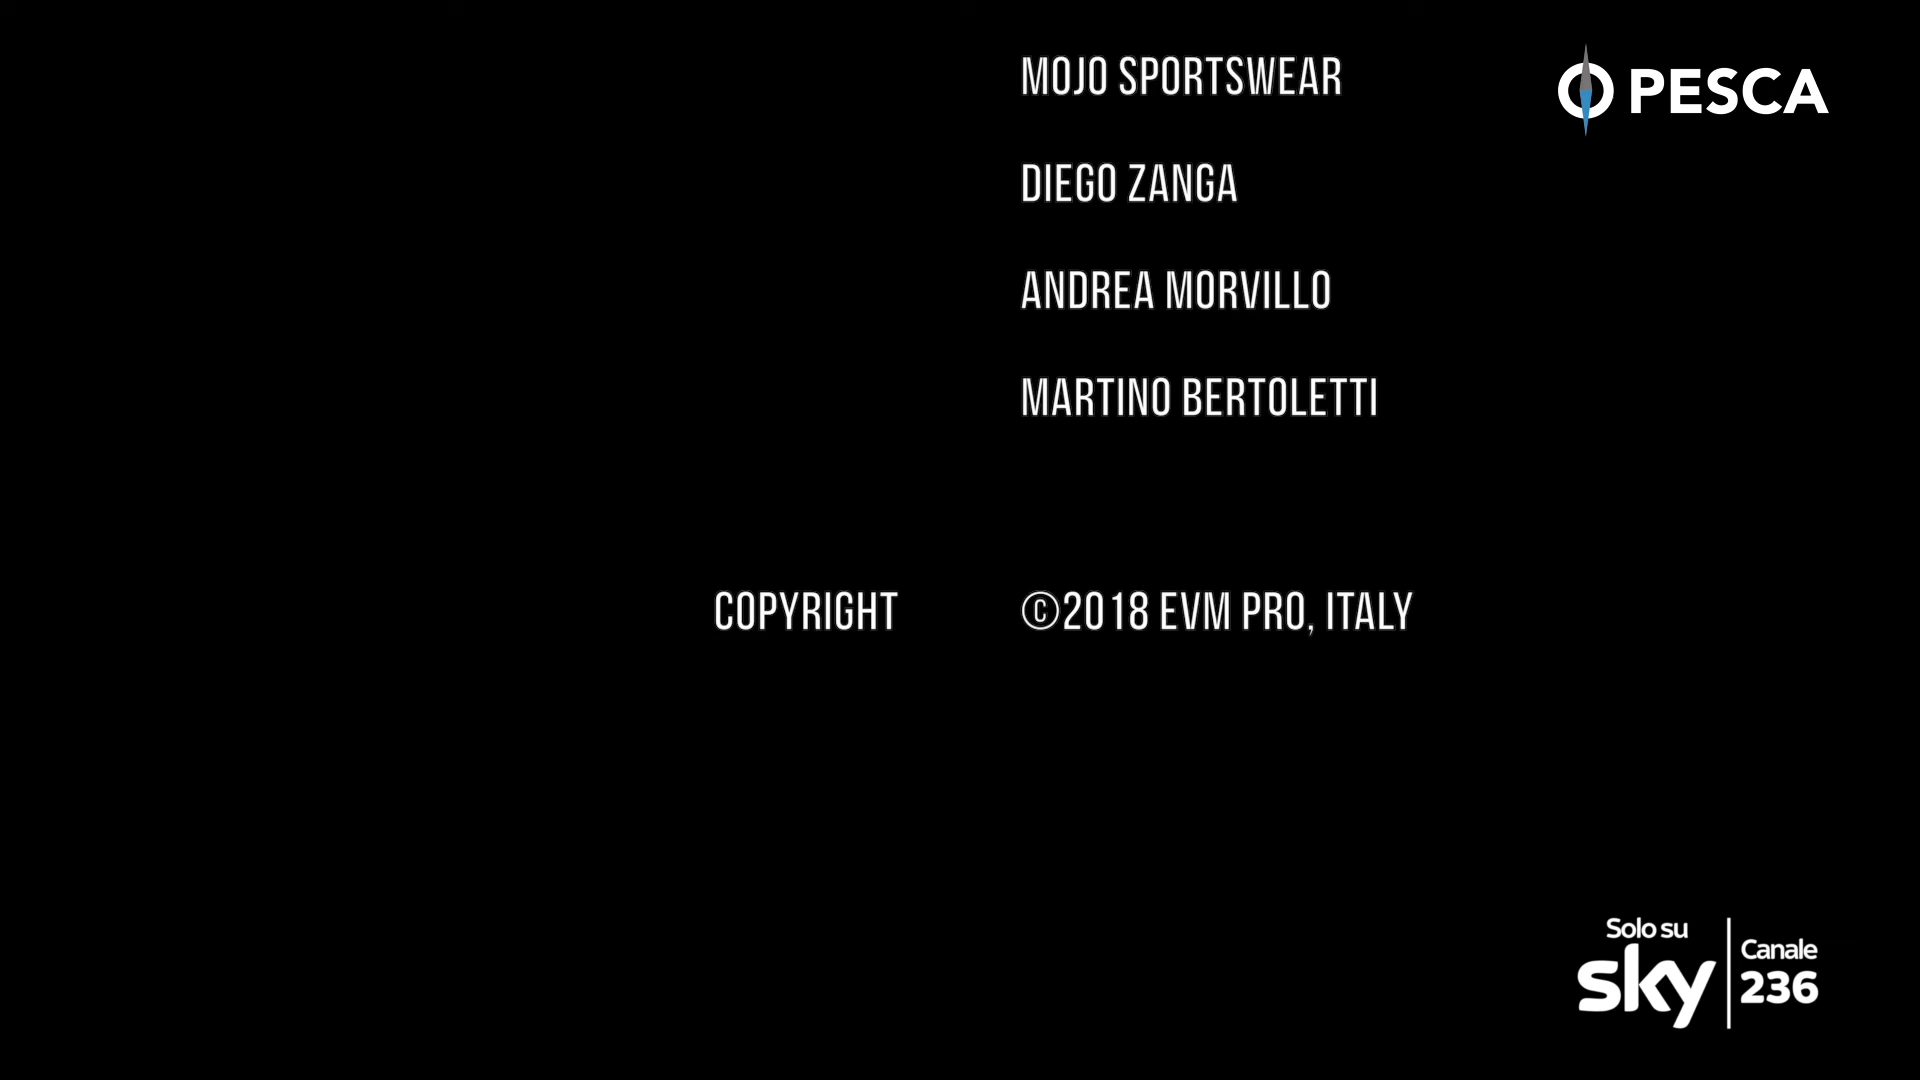 MOJO SPORTSWEAR
PESCA
DIEGO ZANGA
ANDREA MORVILLO
MARTINO BERTOLETTI
COPYRIGHT ©2018 EVM PRO, ITALY
Solo su
sky
Canale
236